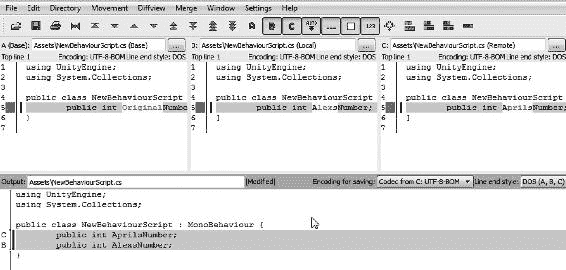 File Edit Directory Movement Diffview Merge Window Settings Help
A (Base): Assets\NewBehaviourScript.cs (Base) ...
B: Assets\NewBehaviourScript.cs (Local) ...
C: Assets\NewBehaviourScript.cs (Remote) ...
Top line 1 Encoding: UTF-8-BOM Line end style: DOS
Top line 1 Encoding: UTF-8-BOM Line end style: DOS
Top line 1 Encoding: UTF-8-BOM Line end style: DOS
1 using UnityEngine;
2 using System.Collections;
3
4 public class NewBehaviourScript
5 public int OriginalNumbe
6 }
7
1 using UnityEngine;
2 using System.Collections;
3
4 public class NewBehaviourScript
5 public int AlexsNumber;
6 }
7
1 using UnityEngine;
2 using System.Collections;
3
4 public class NewBehaviourScript
5 public int AprilsNumber;
6 }
7
Output: Assets\NewBehaviourScript.cs [Modified] Encoding for saving: Codec from C: UTF-8-BOM Line end style: DOS (A, B, C)
using UnityEngine;
using System.Collections;
public class NewBehaviourScript : MonoBehaviour {
C public int AprilsNumber;
B public int AlexsNumber;
}